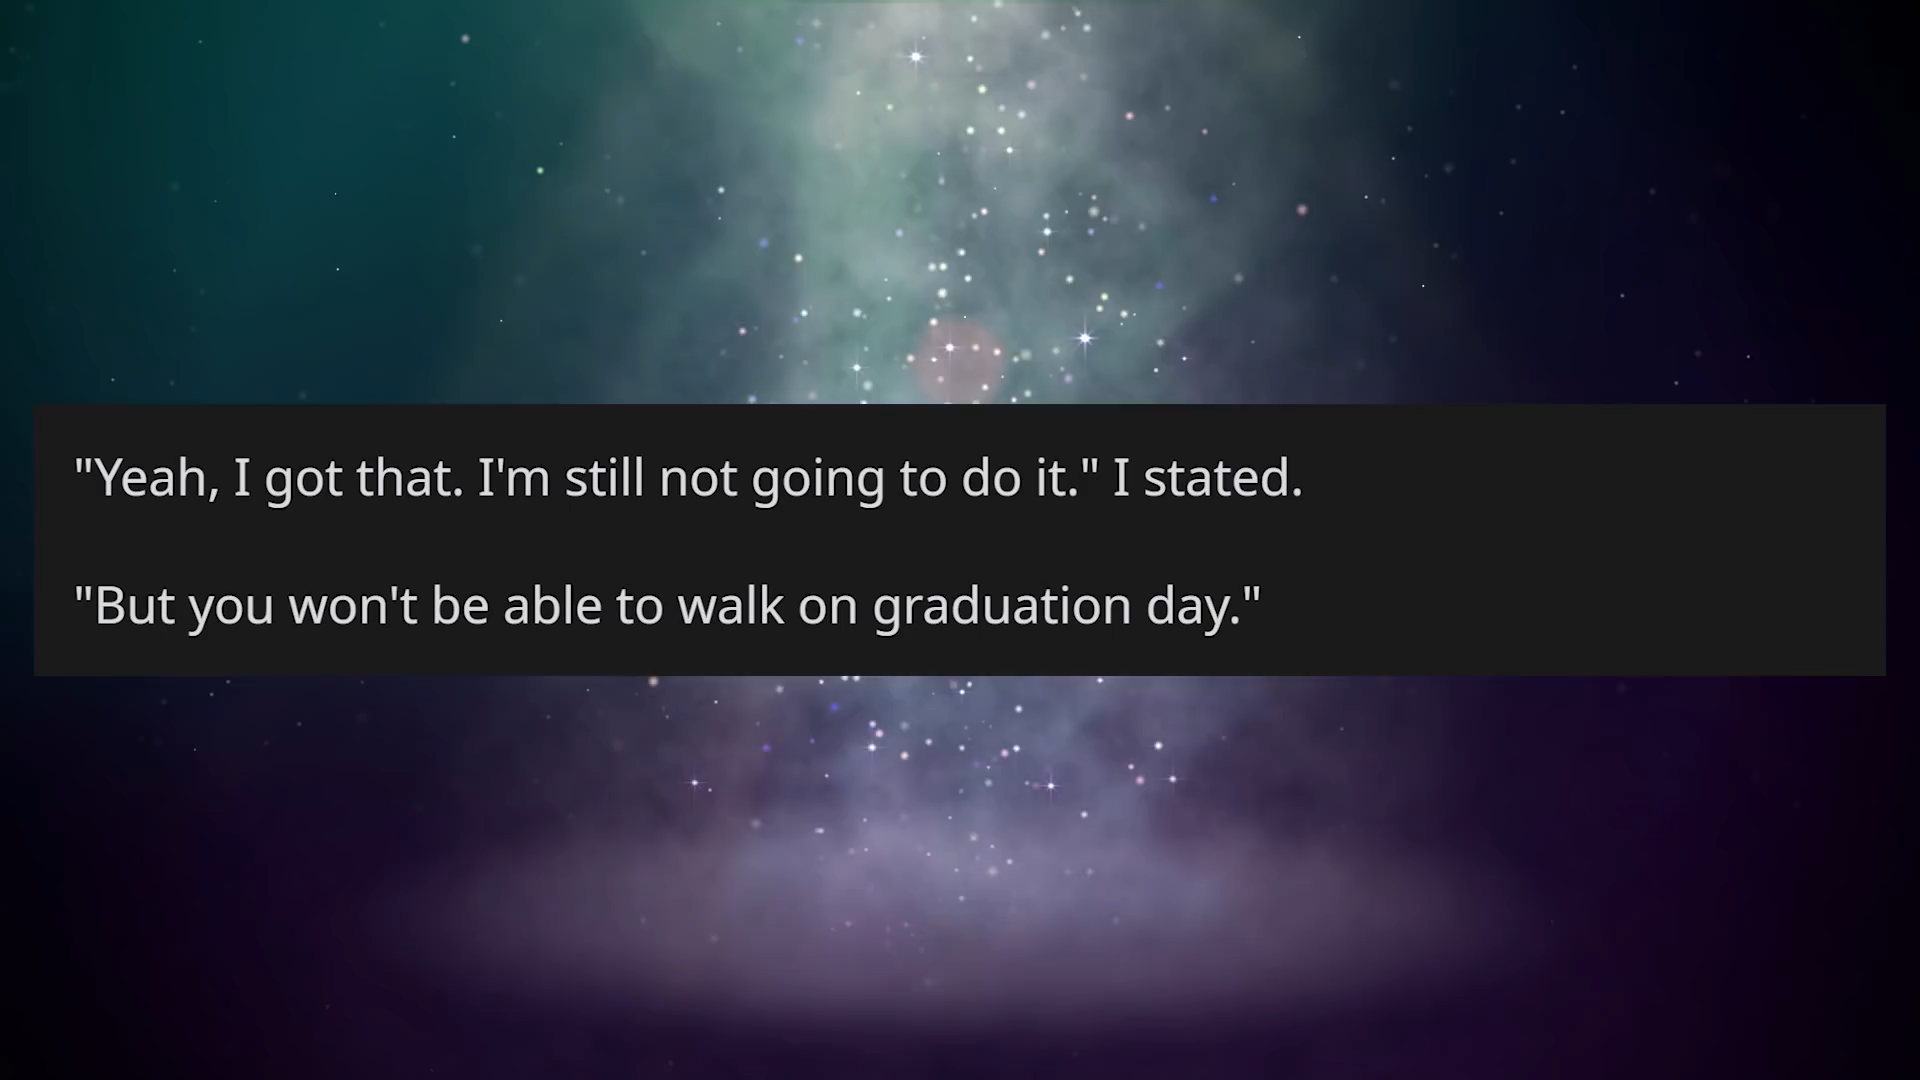 "Yeah, I got that. I'm still not going to do it." I stated.
"But you won't be able to walk on graduation day."